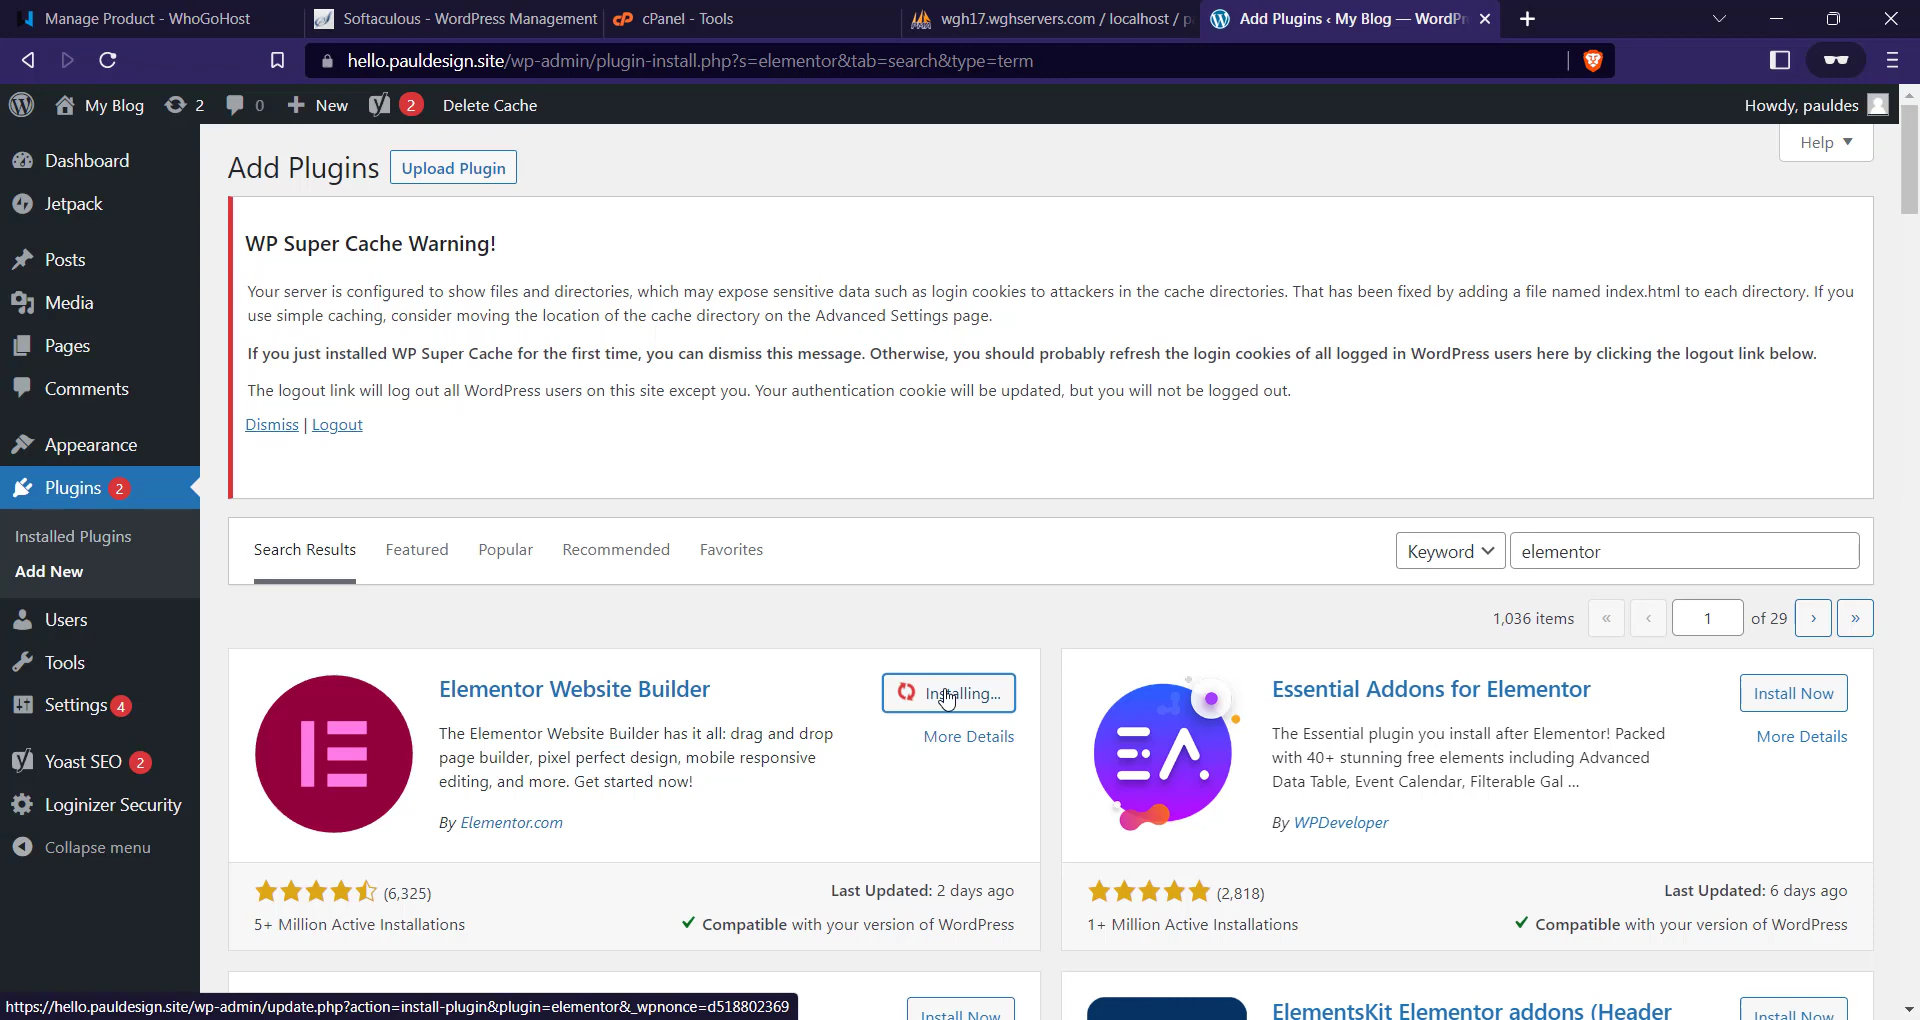 Manage Product - WhoGoHost
Softaculous - WordPress Management
cPanel - Tools
wgh17.wghservers.com / localhost / p
Add Plugins ‹ My Blog — WordPr
hello.pauldesign.site/wp-admin/plugin-install.php?s=elementor&tab=search&type=term
My Blog
2
0
New
2
Delete Cache
Howdy, pauldes
Dashboard
Jetpack
Posts
Media
Pages
Comments
Appearance
Plugins 2
Installed Plugins
Add New
Users
Tools
Settings 4
Yoast SEO 2
Loginizer Security
Collapse menu
Help
Add Plugins
Upload Plugin
WP Super Cache Warning!
Your server is configured to show files and directories, which may expose sensitive data such as login cookies to attackers in the cache directories. That has been fixed by adding a file named index.html to each directory. If you
use simple caching, consider moving the location of the cache directory on the Advanced Settings page.
If you just installed WP Super Cache for the first time, you can dismiss this message. Otherwise, you should probably refresh the login cookies of all logged in WordPress users here by clicking the logout link below.
The logout link will log out all WordPress users on this site except you. Your authentication cookie will be updated, but you will not be logged out.
Dismiss | Logout
Search Results
Featured
Popular
Recommended
Favorites
Keyword
elementor
1,036 items « ‹ 1 of 29 › »
Elementor Website Builder
Installing...
More Details
The Elementor Website Builder has it all: drag and drop
page builder, pixel perfect design, mobile responsive
editing, and more. Get started now!
By Elementor.com
(6,325)
Last Updated: 2 days ago
5+ Million Active Installations
Compatible with your version of WordPress
EA
Essential Addons for Elementor
Install Now
More Details
The Essential plugin you install after Elementor! Packed
with 40+ stunning free elements including Advanced
Data Table, Event Calendar, Filterable Gal ...
By WPDeveloper
(2,818)
Last Updated: 6 days ago
1+ Million Active Installations
Compatible with your version of WordPress
Install Now
ElementsKit Elementor addons (Header
Install Now
https://hello.pauldesign.site/wp-admin/update.php?action=install-plugin&plugin=elementor&_wpnonce=d518802369